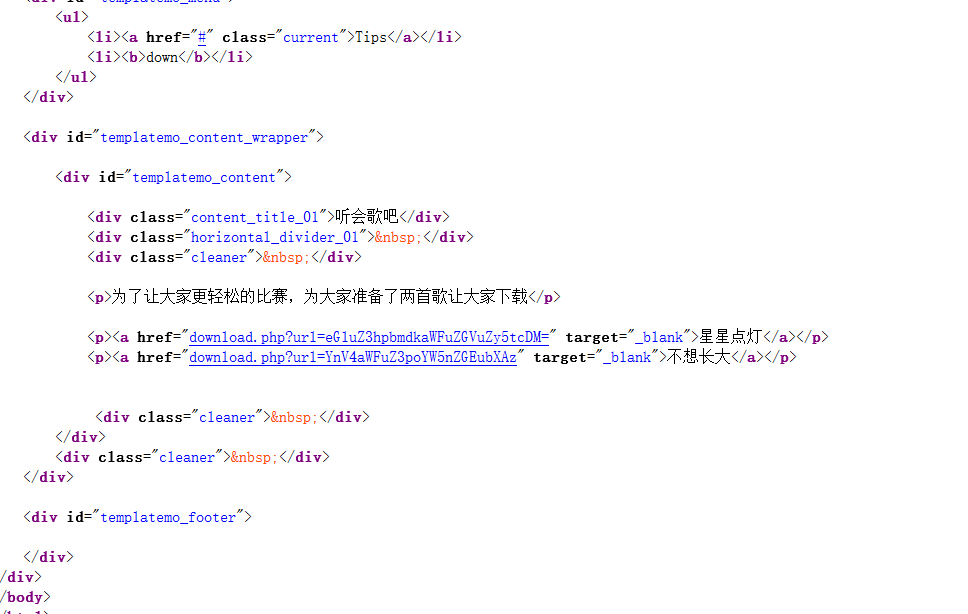 <div id="templatemo_menu">
<ul>
<li><a href="#" class="current">Tips</a></li>
<li><b>down</b></li>
</ul>
</div>
<div id="templatemo_content_wrapper">
<div id="templatemo_content">
<div class="content_title_01">听会歌吧</div>
<div class="horizontal_divider_01">&nbsp;</div>
<div class="cleaner">&nbsp;</div>
<p>为了让大家更轻松的比赛，为大家准备了两首歌让大家下载</p>
<p><a href="download.php?url=eGluZ3hpbmdkaWFuZGVuZy5tcDM=" target="_blank">星星点灯</a></p>
<p><a href="download.php?url=YnV4aWFuZ3poYW5nZGEubXAz" target="_blank">不想长大</a></p>
<div class="cleaner">&nbsp;</div>
</div>
<div class="cleaner">&nbsp;</div>
</div>
<div id="templatemo_footer">
</div>
/div>
/body>